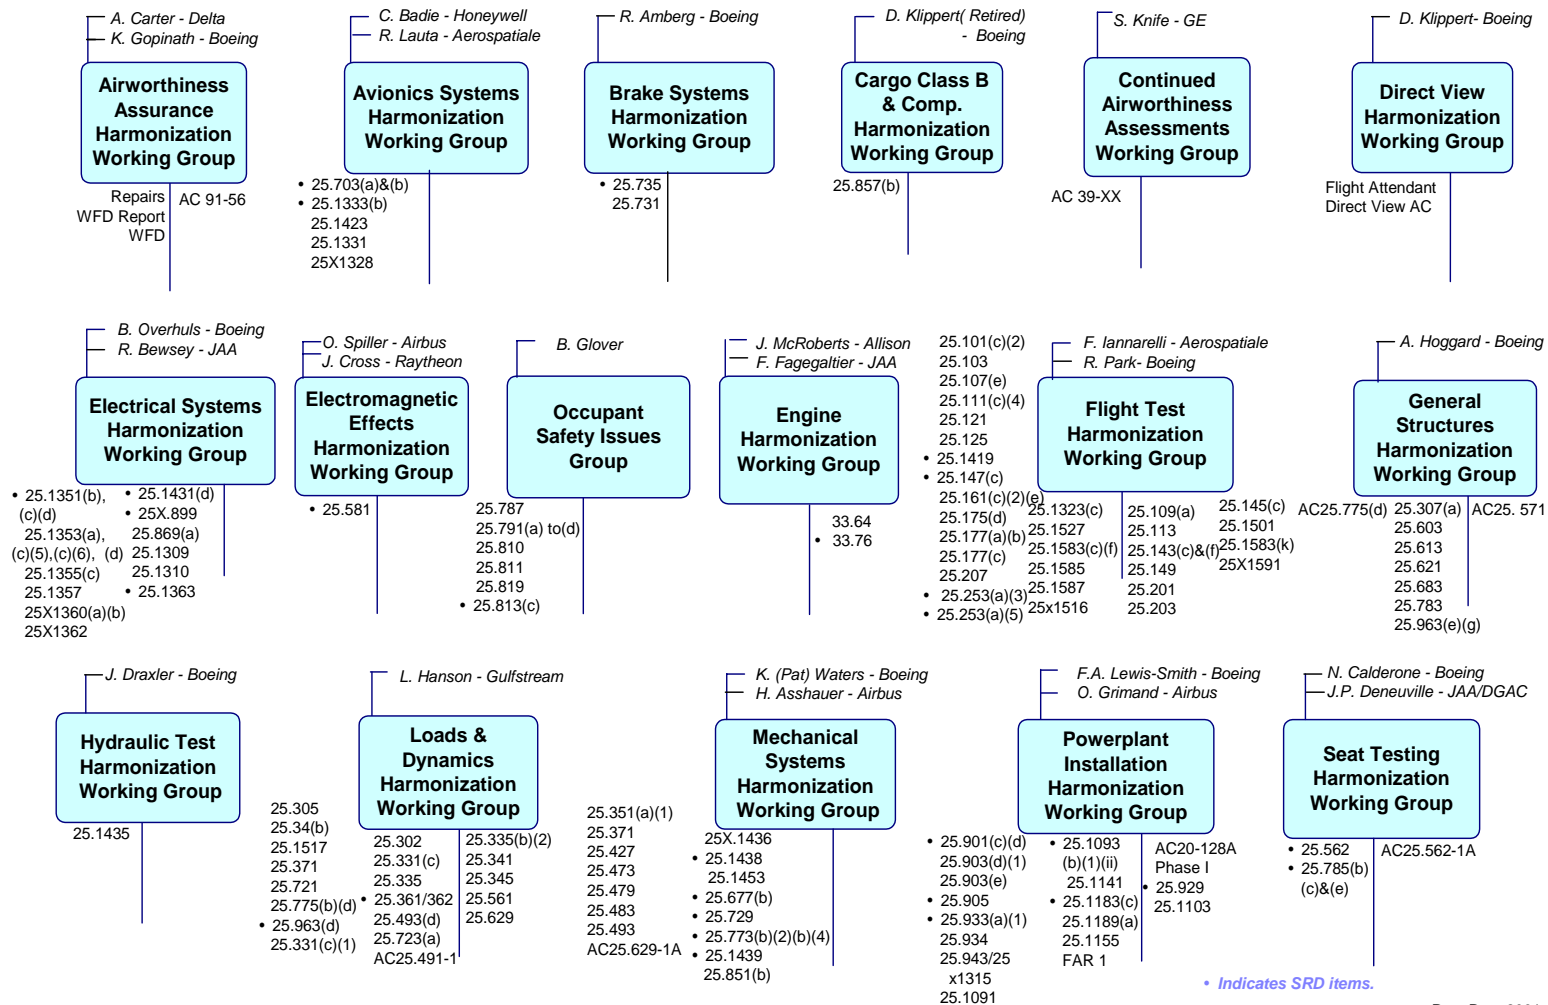 A. Carter - Delta
K. Gopinath - Boeing
Airworthiness
Assurance
Harmonization
Working Group
Repairs
WFD Report
WFD
AC 91-56
C. Badie - Honeywell
R. Lauta - Aerospatiale
Avionics Systems
Harmonization
Working Group
• 25.703(a)&(b)
• 25.1333(b)
25.1423
25.1331
25X1328
R. Amberg - Boeing
Brake Systems
Harmonization
Working Group
• 25.735
25.731
D. Klippert( Retired)
- Boeing
Cargo Class B
& Comp.
Harmonization
Working Group
25.857(b)
S. Knife - GE
Continued
Airworthiness
Assessments
Working Group
AC 39-XX
D. Klippert- Boeing
Direct View
Harmonization
Working Group
Flight Attendant
Direct View AC
B. Overhuls - Boeing
R. Bewsey - JAA
Electrical Systems
Harmonization
Working Group
• 25.1351(b),
(c)(d)
25.1353(a),
(c)(5),(c)(6), (d)
25.1355(c)
25.1357
25X1360(a)(b)
25X1362
• 25.1431(d)
• 25X.899
25.869(a)
25.1309
25.1310
• 25.1363
O. Spiller - Airbus
J. Cross - Raytheon
Electromagnetic
Effects
Harmonization
Working Group
• 25.581
B. Glover
Occupant
Safety Issues
Group
25.787
25.791(a) to(d)
25.810
25.811
25.819
• 25.813(c)
J. McRoberts - Allison
F. Fagegaltier - JAA
Engine
Harmonization
Working Group
33.64
• 33.76
F. Iannarelli - Aerospatiale
R. Park- Boeing
Flight Test
Harmonization
Working Group
25.101(c)(2)
25.103
25.107(e)
25.111(c)(4)
25.121
25.125
• 25.1419
• 25.147(c)
25.161(c)(2)(e)
25.175(d)
25.177(a)(b)
25.177(c)
25.207
• 25.253(a)(3)
• 25.253(a)(5)
25.1323(c)
25.1527
25.1583(c)(f)
25.1585
25.1587
25x1516
25.109(a)
25.113
25.143(c)&(f)
25.149
25.201
25.203
25.145(c)
25.1501
25.1583(k)
25X1591
A. Hoggard - Boeing
General
Structures
Harmonization
Working Group
AC25.775(d)
25.307(a)
25.603
25.613
25.621
25.683
25.783
25.963(e)(g)
AC25. 571
J. Draxler - Boeing
Hydraulic Test
Harmonization
Working Group
25.1435
L. Hanson - Gulfstream
Loads &
Dynamics
Harmonization
Working Group
25.305
25.34(b)
25.1517
25.371
25.721
25.775(b)(d)
• 25.963(d)
25.331(c)(1)
25.302
25.331(c)
25.335
• 25.361/362
25.493(d)
25.723(a)
AC25.491-1
25.335(b)(2)
25.341
25.345
25.561
25.629
25.351(a)(1)
25.371
25.427
25.473
25.479
25.483
25.493
AC25.629-1A
K. (Pat) Waters - Boeing
H. Asshauer - Airbus
Mechanical
Systems
Harmonization
Working Group
25X.1436
• 25.1438
25.1453
• 25.677(b)
• 25.729
• 25.773(b)(2)(b)(4)
• 25.1439
25.851(b)
F.A. Lewis-Smith - Boeing
O. Grimand - Airbus
Powerplant
Installation
Harmonization
Working Group
• 25.901(c)(d)
25.903(d)(1)
25.903(e)
• 25.905
• 25.933(a)(1)
25.934
25.943/25
x1315
25.1091
• 25.1093
(b)(1)(ii)
25.1141
• 25.1183(c)
25.1189(a)
25.1155
FAR 1
AC20-128A
Phase I
• 25.929
25.1103
N. Calderone - Boeing
J.P. Deneuville - JAA/DGAC
Seat Testing
Harmonization
Working Group
• 25.562
• 25.785(b)
(c)&(e)
AC25.562-1A
• Indicates SRD items.